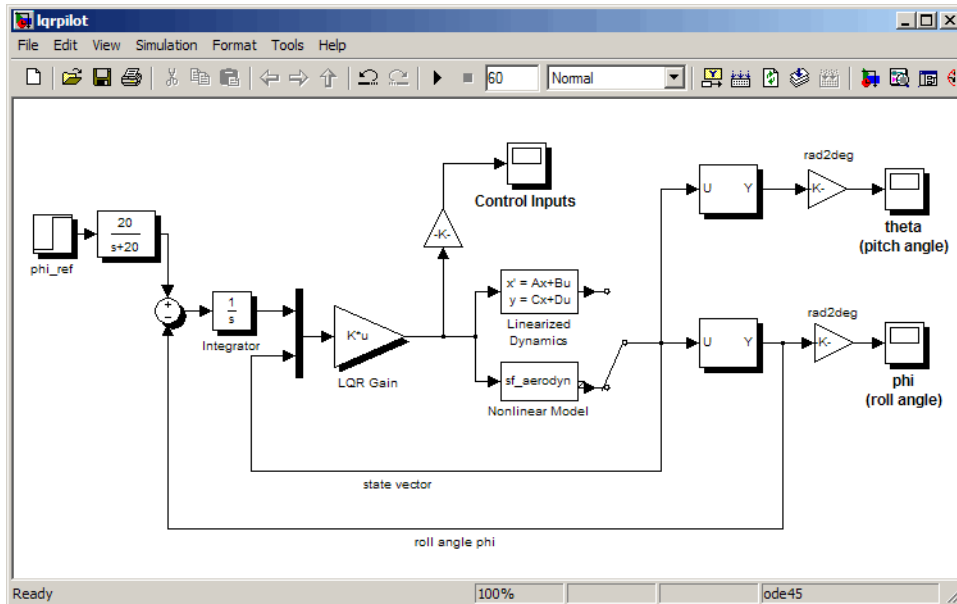 lqrpilot
File Edit View Simulation Format Tools Help
60 Normal
rad2deg
U Y
K-
Control Inputs
theta
(pitch angle)
-K-
20
s+20
phi_ref
x' = Ax+Bu
y = Cx+Du
Linearized
Dynamics
rad2deg
+
−
1
s
Integrator
K*u
LQR Gain
U Y
K-
sf_aerodyn
Nonlinear Model
phi
(roll angle)
state vector
roll angle phi
Ready 100% ode45